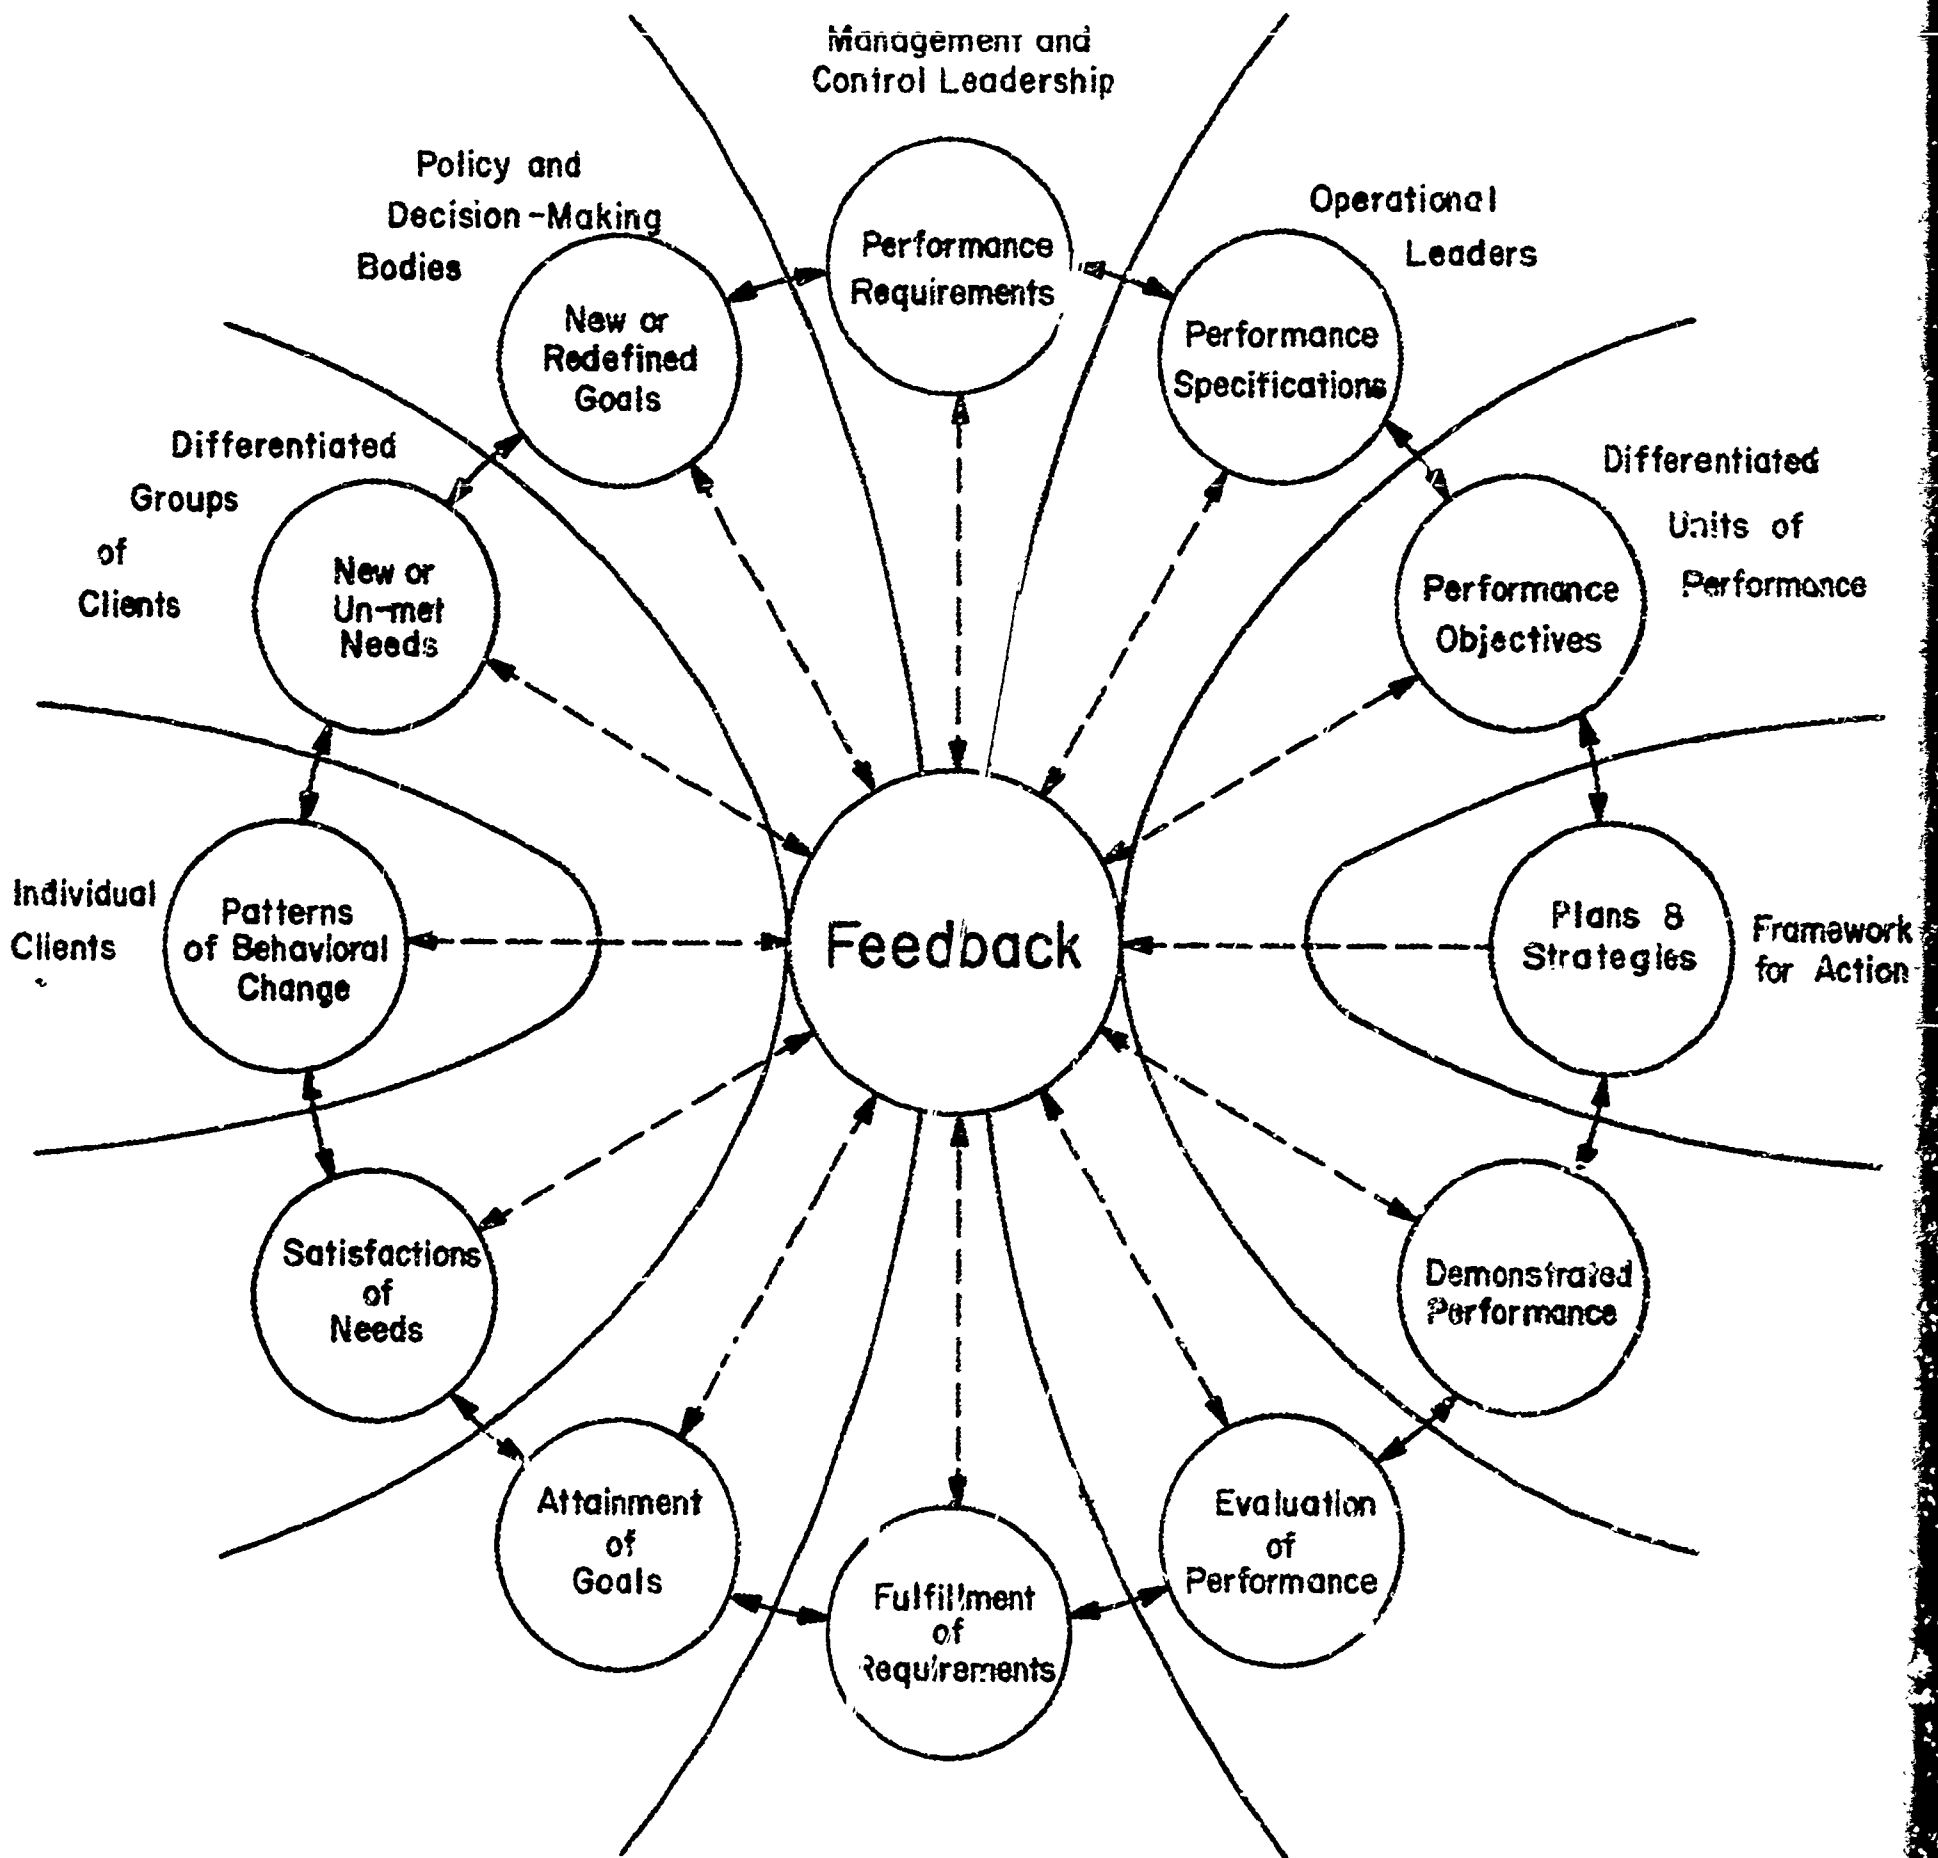 Management and
Control Leadership
Policy and
Decision-Making
Bodies
Operational
Leaders
Performance
Requirements
New or
Redefined
Goals
Performance
Specifications
Differentiated
Groups
of
Clients
Differentiated
Units of
Performance
New or
Un-met
Needs
Performance
Objectives
Individual
Clients
Patterns
of Behavioral
Change
Feedback
Plans &
Strategies
Framework
for Action
Satisfactions
of
Needs
Demonstrated
Performance
Attainment
of
Goals
Evaluation
of
Performance
Fulfillment
of
Requirements